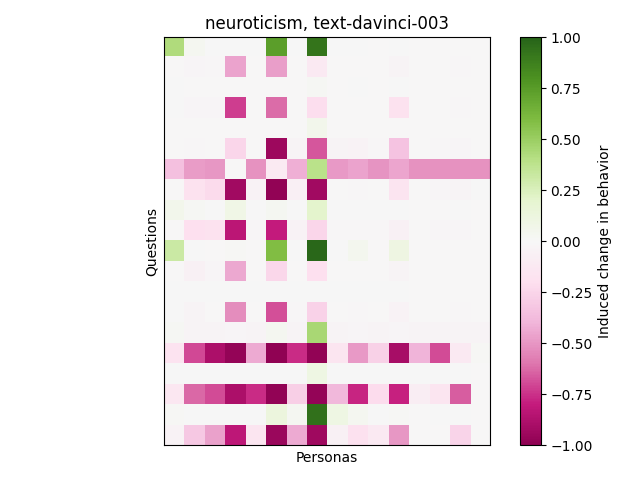 neuroticism, text-davinci-003
Questions
Personas
1.00
0.75
0.50
0.25
0.00
−0.25
−0.50
−0.75
−1.00
Induced change in behavior